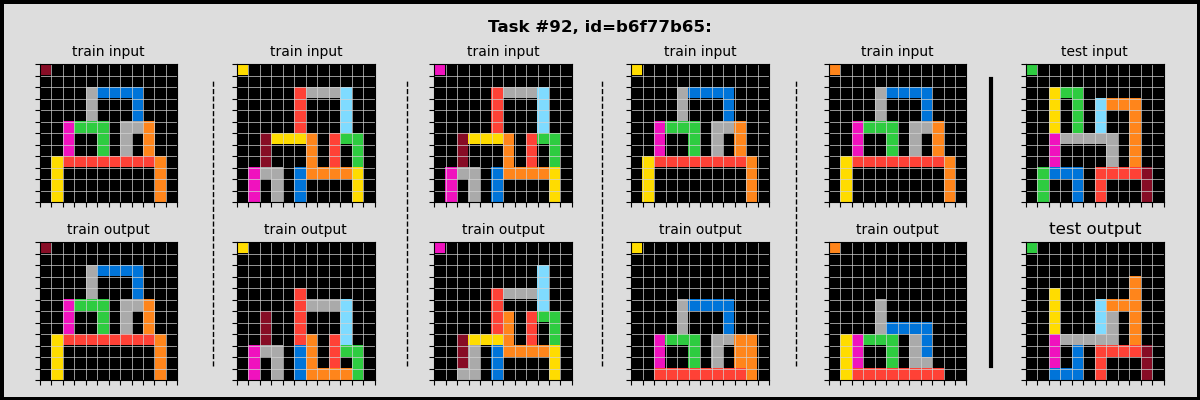 Task #92, id=b6f77b65:
train input train input train input train input train input test input
train output train output train output train output train output test output